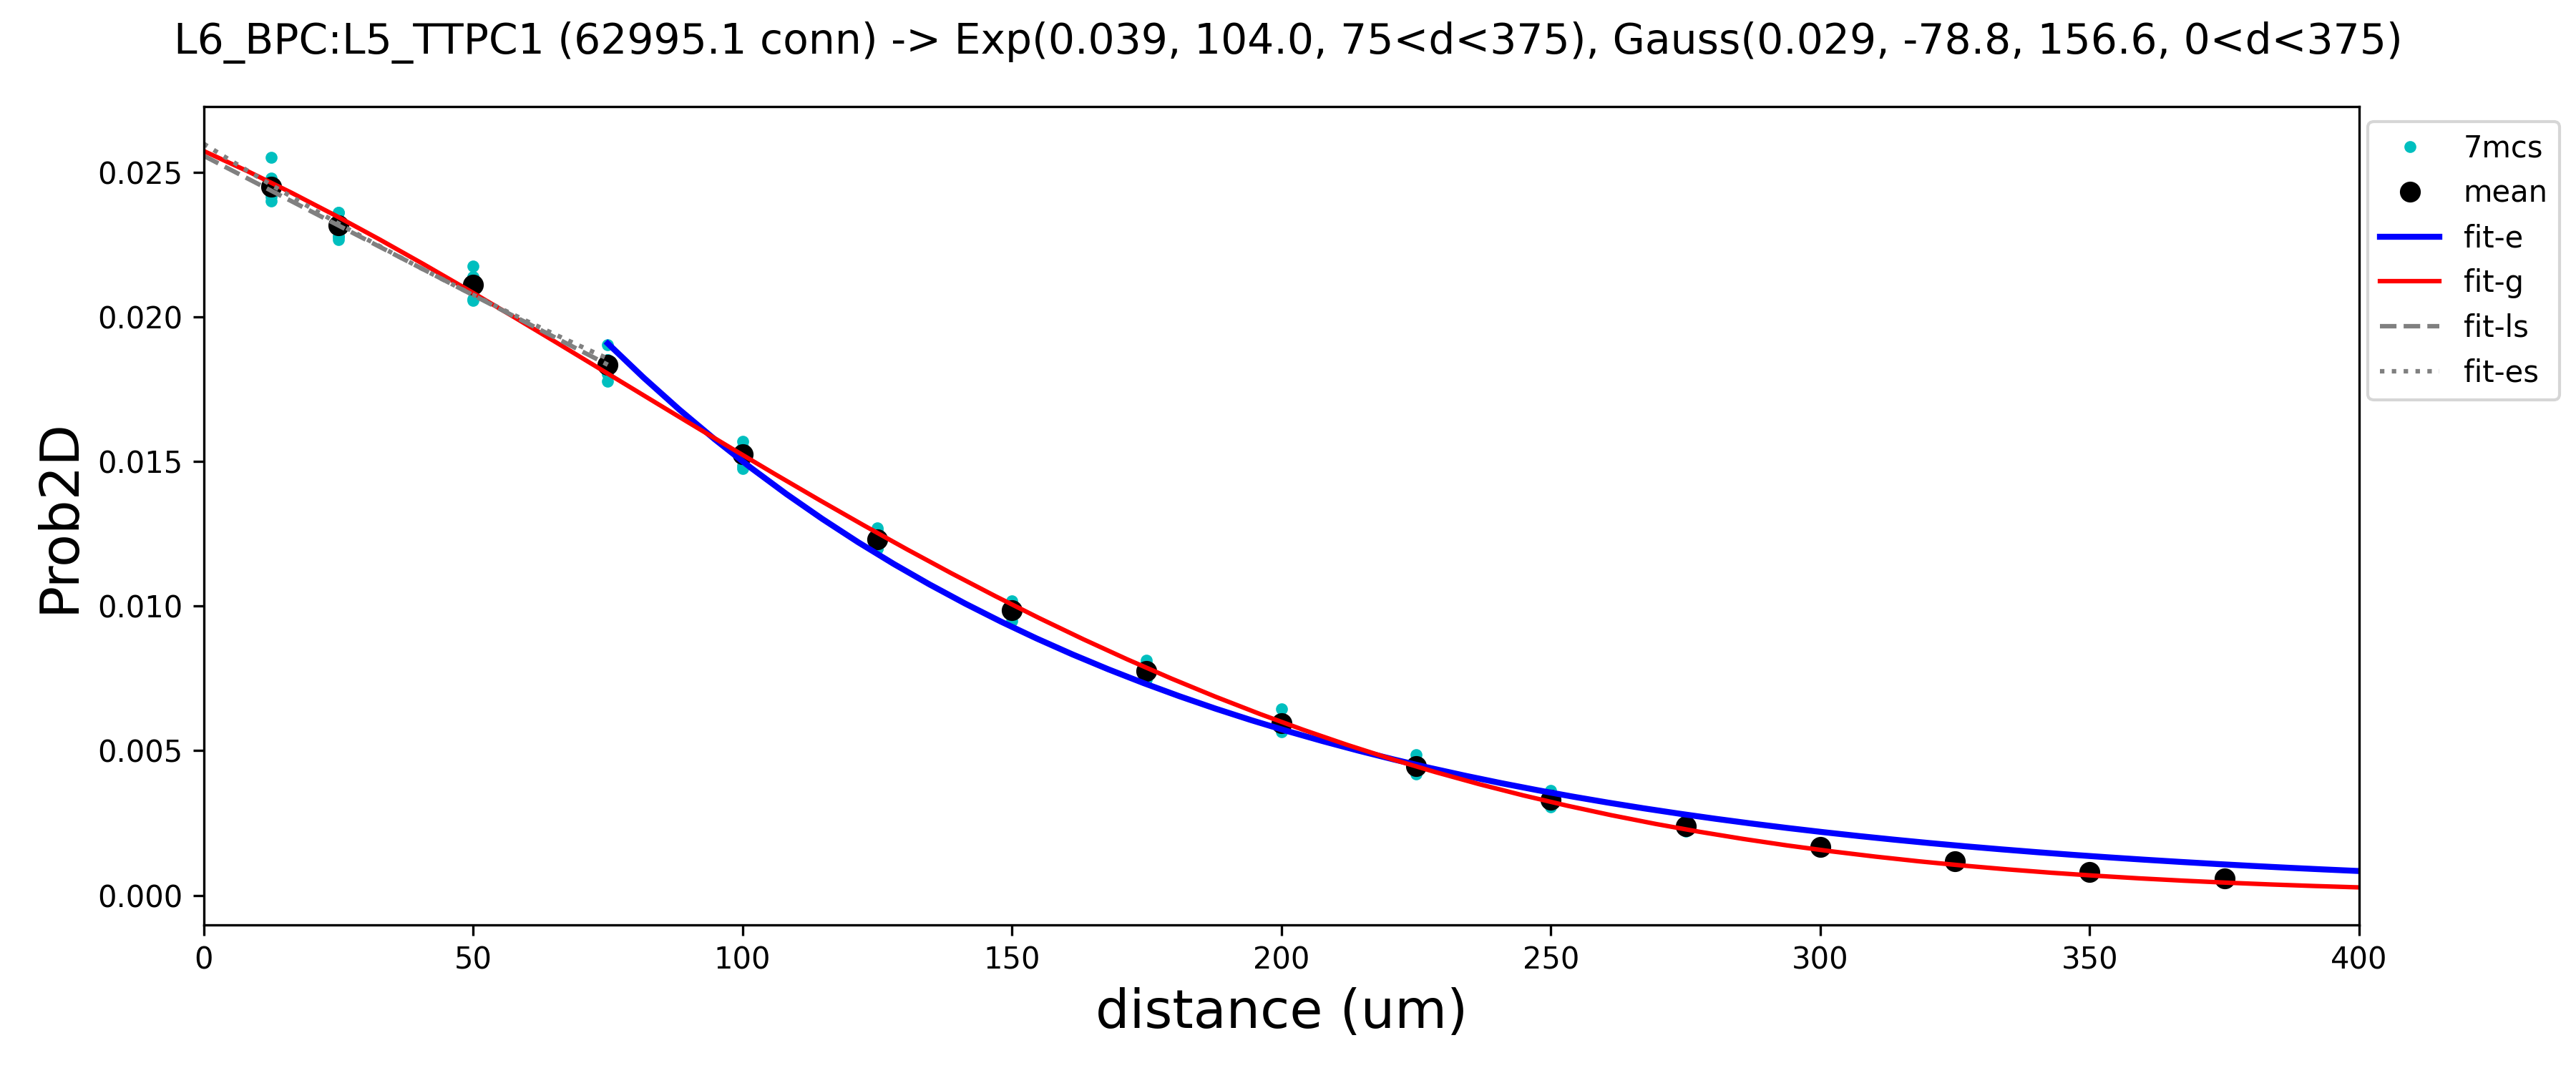 L6_BPC:L5_TTPC1 (62995.1 conn) -> Exp(0.039, 104.0, 75<d<375), Gauss(0.029, -78.8, 156.6, 0<d<375)
7mcs
mean
fit-e
fit-g
fit-ls
fit-es
Prob2D
0.025
0.020
0.015
0.010
0.005
0.000
0 50 100 150 200 250 300 350 400
distance (um)